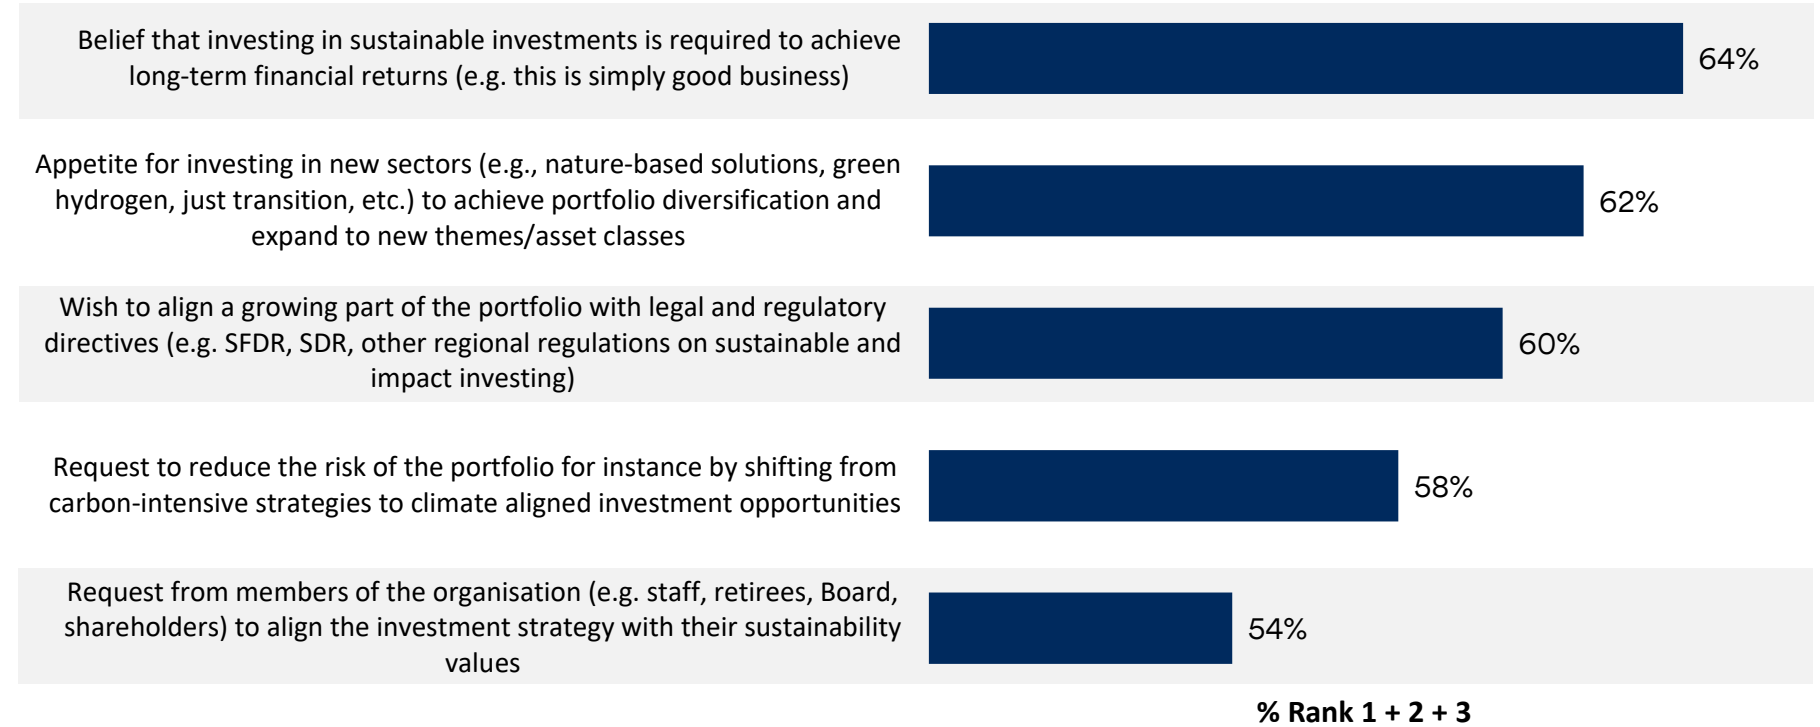 Belief that investing in sustainable investments is required to achieve
long-term financial returns (e.g. this is simply good business)
64%
Appetite for investing in new sectors (e.g., nature-based solutions, green
hydrogen, just transition, etc.) to achieve portfolio diversification and
expand to new themes/asset classes
62%
Wish to align a growing part of the portfolio with legal and regulatory
directives (e.g. SFDR, SDR, other regional regulations on sustainable and
impact investing)
60%
Request to reduce the risk of the portfolio for instance by shifting from
carbon-intensive strategies to climate aligned investment opportunities
58%
Request from members of the organisation (e.g. staff, retirees, Board,
shareholders) to align the investment strategy with their sustainability
values
54%
% Rank 1 + 2 + 3